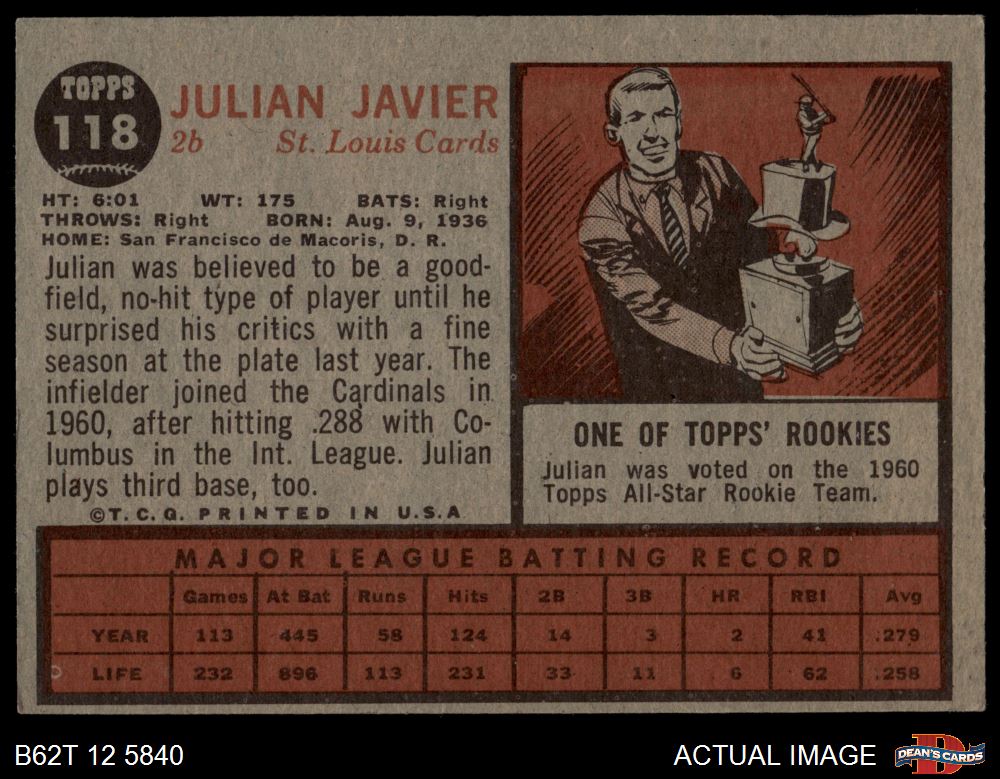 TOPPS
118
JULIAN JAVIER
2b St. Louis Cards
HT: 6:01 WT: 175 BATS: Right
THROWS: Right BORN: Aug. 9, 1936
HOME: San Francisco de Macoris, D. R.
Julian was believed to be a good-
field, no-hit type of player until he
surprised his critics with a fine
season at the plate last year. The
infielder joined the Cardinals in
1960, after hitting .288 with Co-
lumbus in the Int. League. Julian
plays third base, too.
©T.C.G. PRINTED IN U.S.A
ONE OF TOPPS' ROOKIES
Julian was voted on the 1960
Topps All-Star Rookie Team.
MAJOR LEAGUE BATTING RECORD
Games At Bat Runs Hits 2B 3B HR RBI Avg
YEAR 113 445 58 124 14 3 2 41 .279
LIFE 232 896 113 231 33 11 6 62 .258
B62T 12 5840
ACTUAL IMAGE
D
DEAN'S CARDS